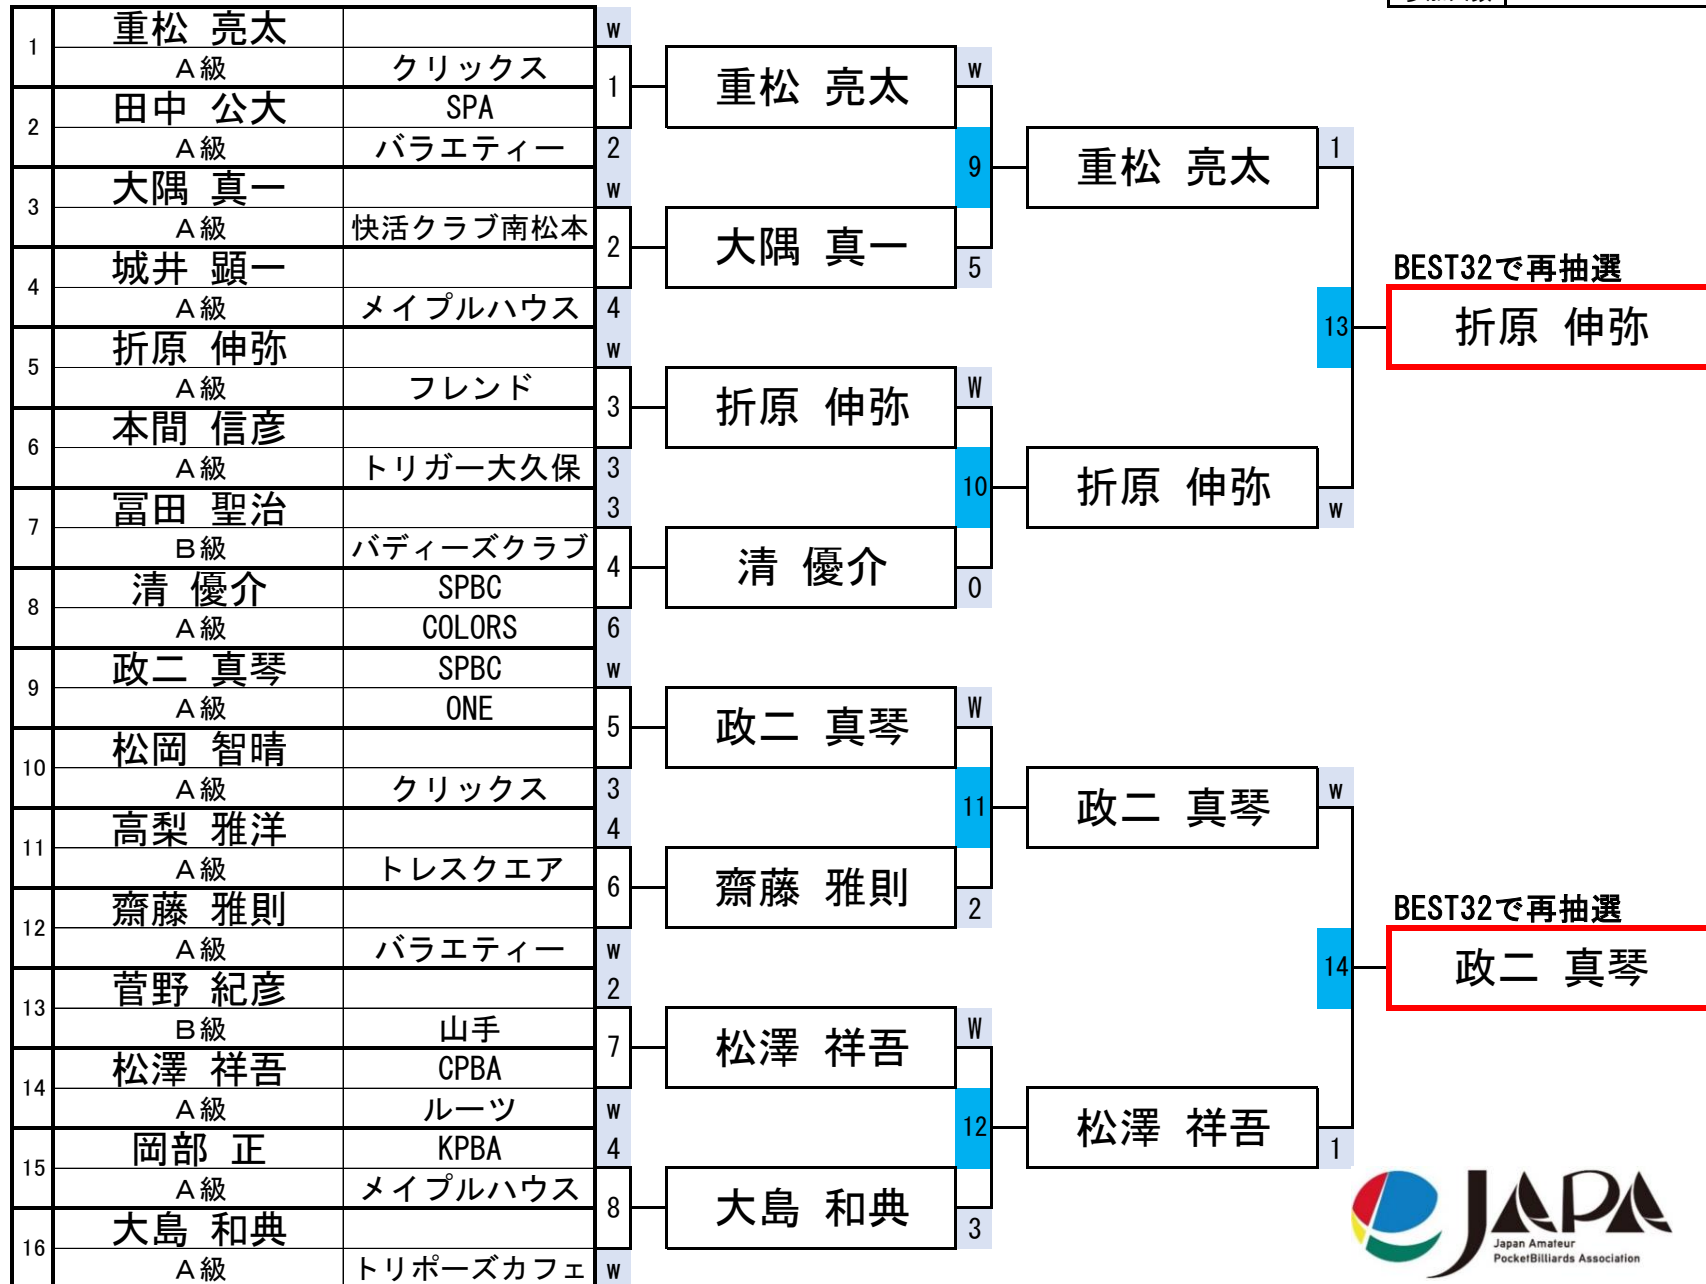 1 重松 亮太 w
A級 クリックス
2 田中 公大 SPA
A級 バラエティー 2
3 大隅 真一 w
A級 快活クラブ南松本
4 城井 顕一
A級 メイプルハウス 4
5 折原 伸弥 w
A級 フレンド
6 本間 信彦
A級 トリガー大久保 3
7 冨田 聖治 3
B級 バディーズクラブ
8 清 優介 SPBC
A級 COLORS 6
9 政二 真琴 SPBC w
A級 ONE
10 松岡 智晴
A級 クリックス 3
11 高梨 雅洋 4
A級 トレスクエア
12 齋藤 雅則
A級 バラエティー w
13 菅野 紀彦 2
B級 山手
14 松澤 祥吾 CPBA
A級 ルーツ w
15 岡部 正 KPBA 4
A級 メイプルハウス
16 大島 和典
A級 トリポーズカフェ w
1 重松 亮太 w
9
2 大隅 真一 5
3 折原 伸弥 W
10
4 清 優介 0
5 政二 真琴 W
11
6 齋藤 雅則 2
7 松澤 祥吾 W
12
8 大島 和典 3
重松 亮太 1
13
折原 伸弥 w
政二 真琴 w
14
松澤 祥吾 1
BEST32で再抽選
折原 伸弥
BEST32で再抽選
政二 真琴
JAPA
Japan Amateur
PocketBilliards Association